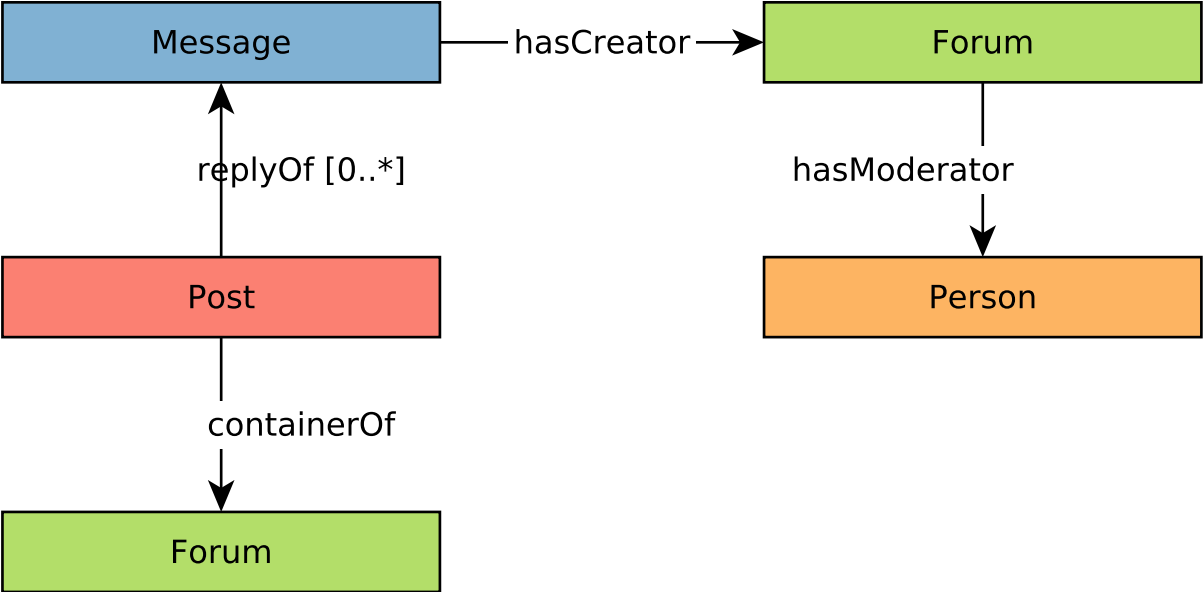 Message
hasCreator
Forum
replyOf [0..*]
hasModerator
Post
Person
containerOf
Forum